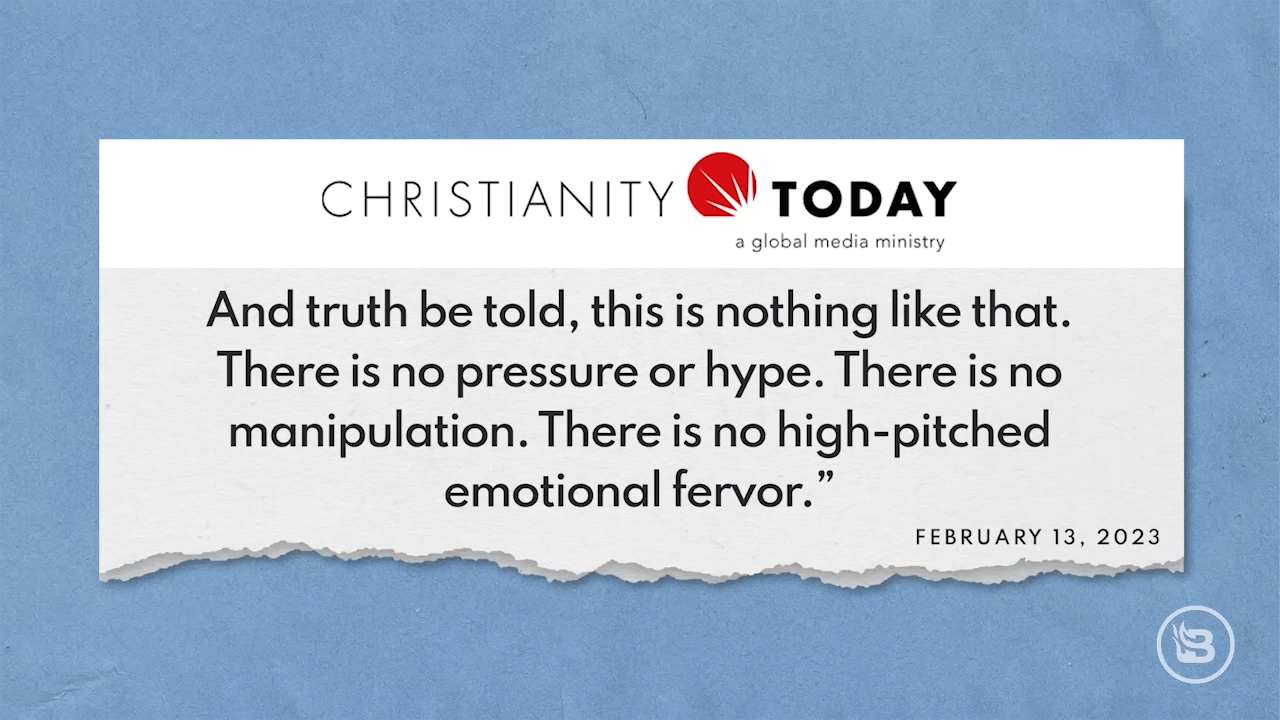 CHRISTIANITY TODAY
a global media ministry
And truth be told, this is nothing like that.
There is no pressure or hype. There is no
manipulation. There is no high-pitched
emotional fervor.”
FEBRUARY 13, 2023
B